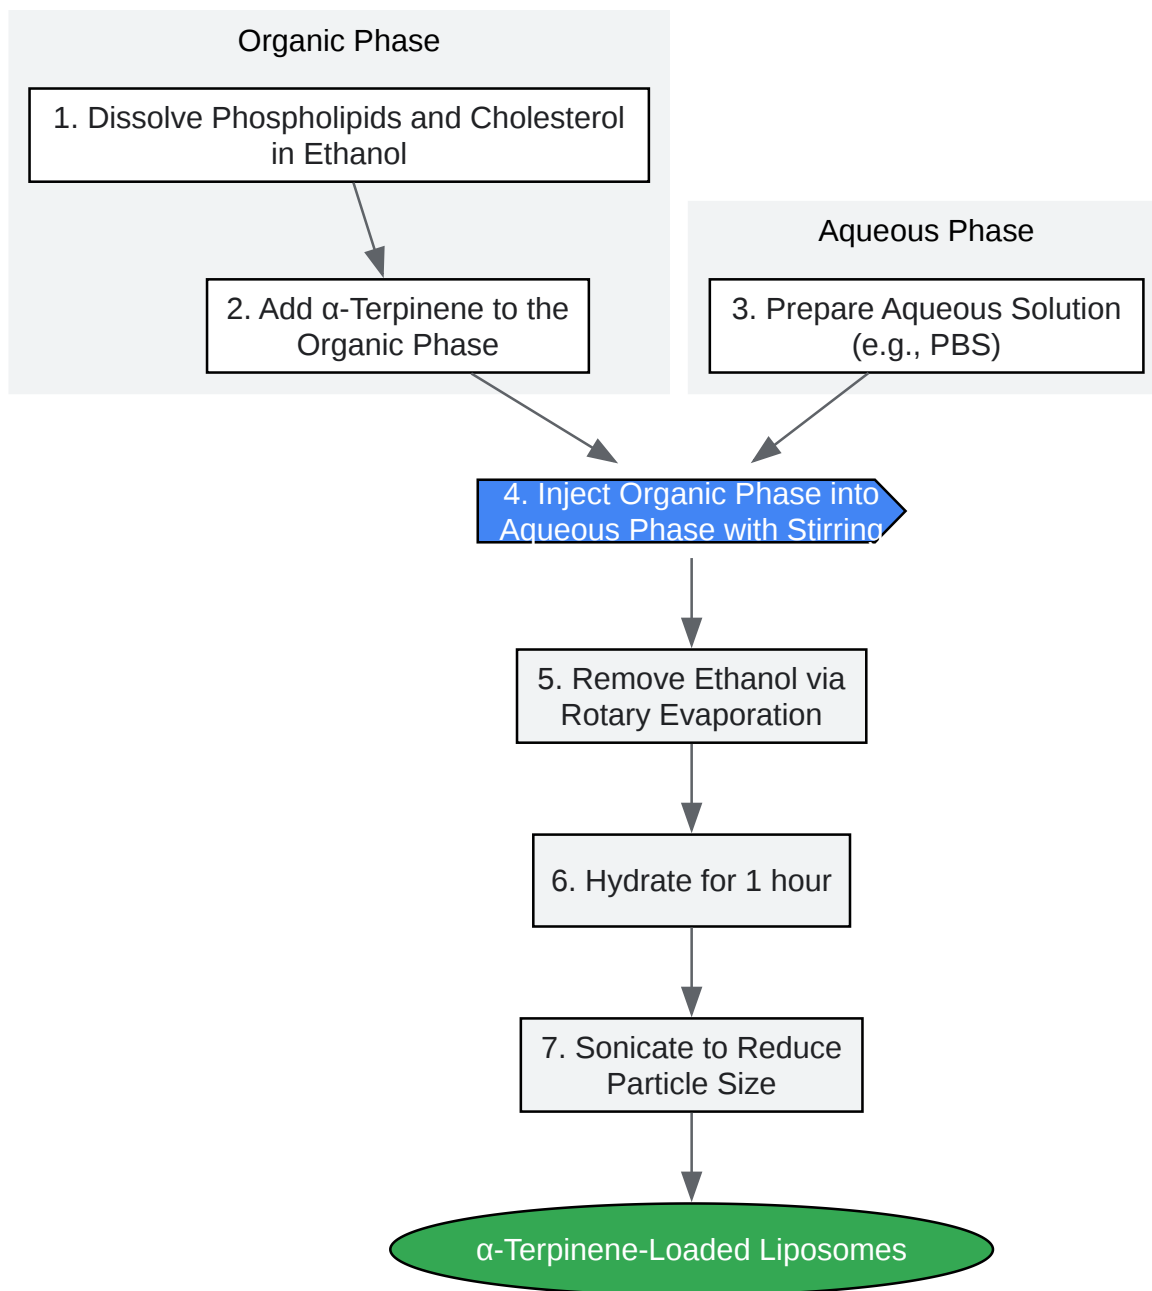 Organic Phase
1. Dissolve Phospholipids and Cholesterol
in Ethanol
2. Add α-Terpinene to the
Organic Phase
Aqueous Phase
3. Prepare Aqueous Solution
(e.g., PBS)
4. Inject Organic Phase into
Aqueous Phase with Stirring
5. Remove Ethanol via
Rotary Evaporation
6. Hydrate for 1 hour
7. Sonicate to Reduce
Particle Size
α-Terpinene-Loaded Liposomes